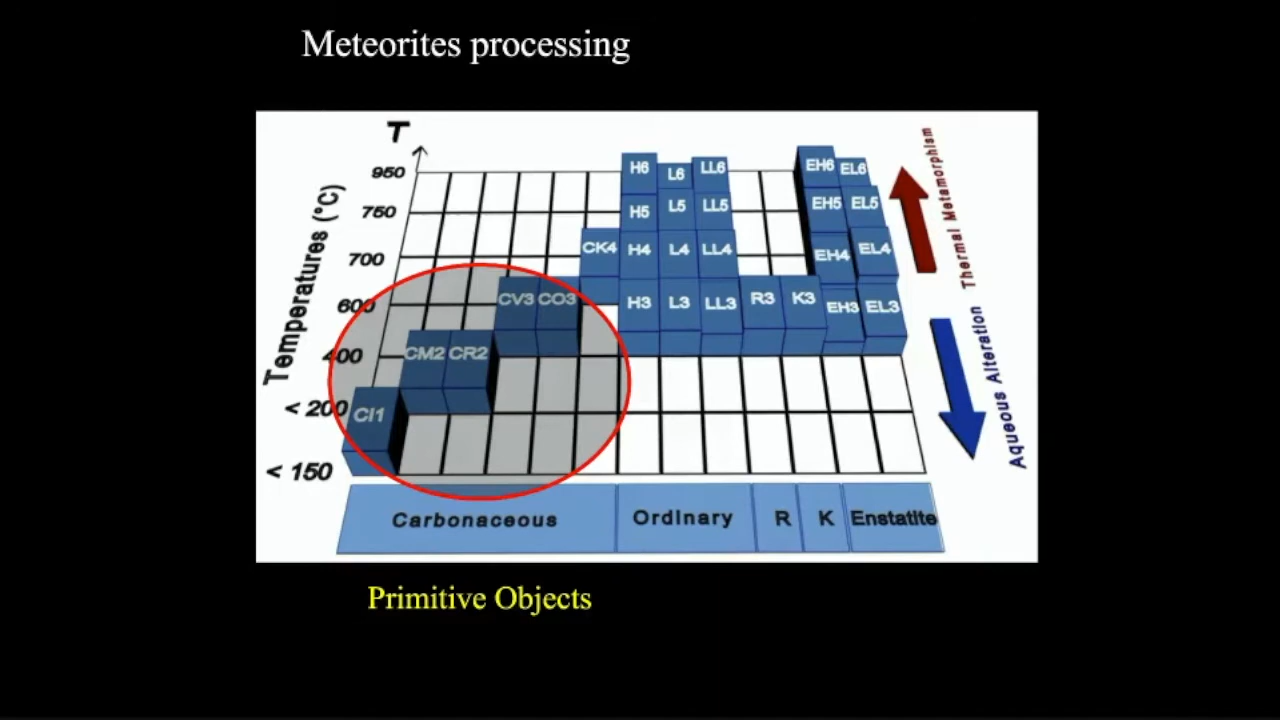 Meteorites processing
T
950
750
700
600
400
< 200
< 150
Temperatures (°C)
H6 L6 LL6 EH6 EL6
H5 L5 LL5 EH5 EL5
CK4 H4 L4 LL4 EH4 EL4
CV3 CO3 H3 L3 LL3 R3 K3 EH3 EL3
CM2 CR2
CI1
Thermal Metamorphism
Aqueous Alteration
Carbonaceous Ordinary R K Enstatite
Primitive Objects